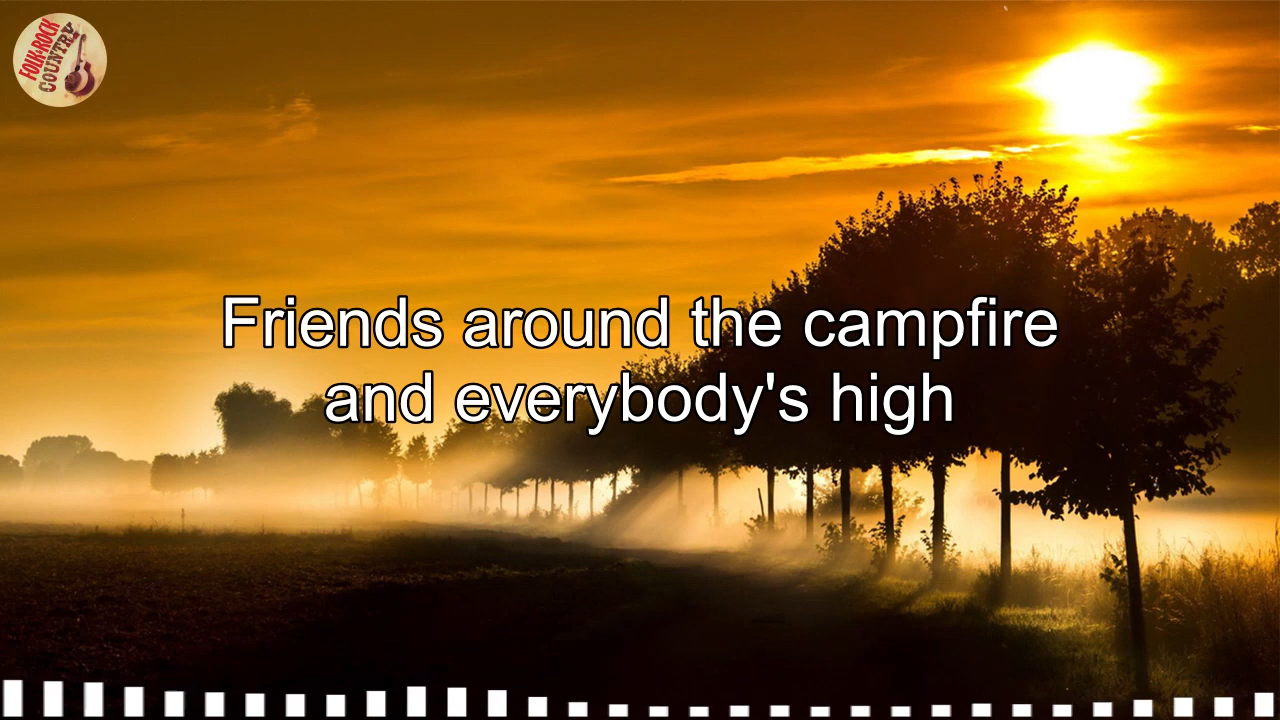 FOLK-ROCK
COUNTRY
Friends around the campfire
and everybody's high